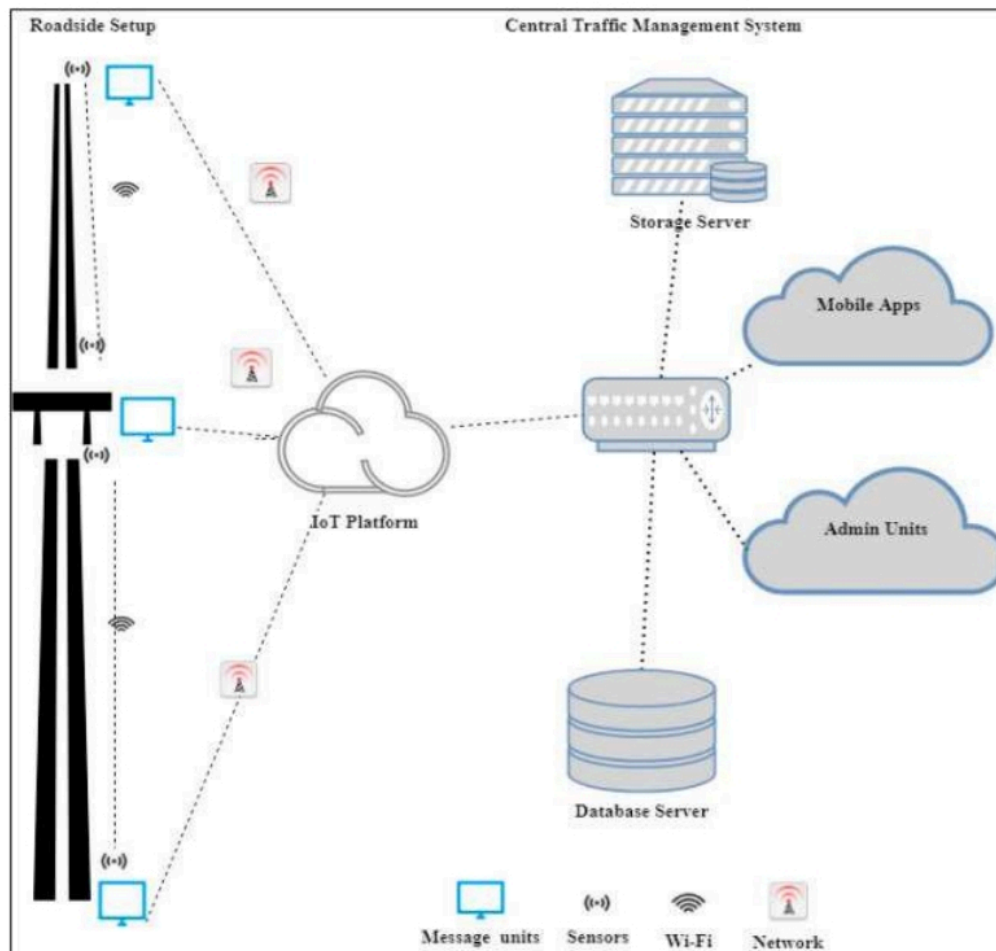 Roadside Setup
Central Traffic Management System
Storage Server
Mobile Apps
.IoT Platform
Admin Units
Database Server
Message units
Sensors
Wi-Fi
Network